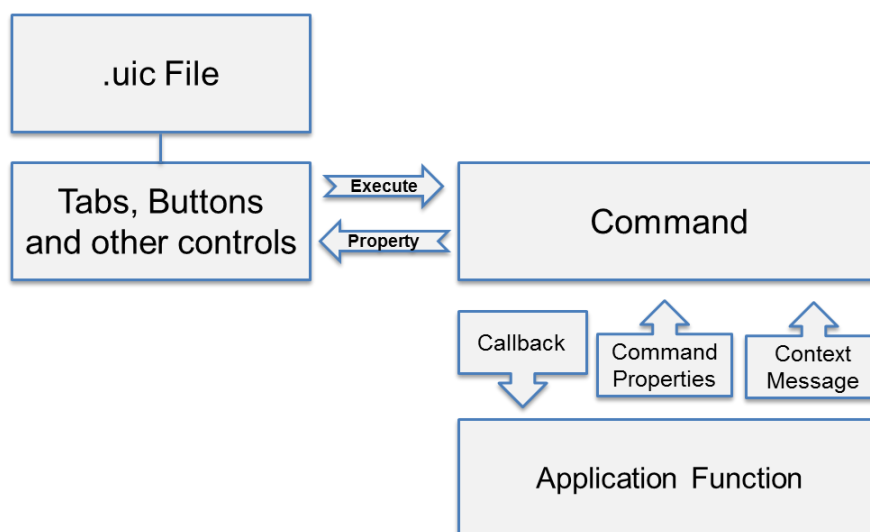 .uic File
Tabs, Buttons
and other controls
Execute
Property
Command
Callback
Command
Properties
Context
Message
Application Function